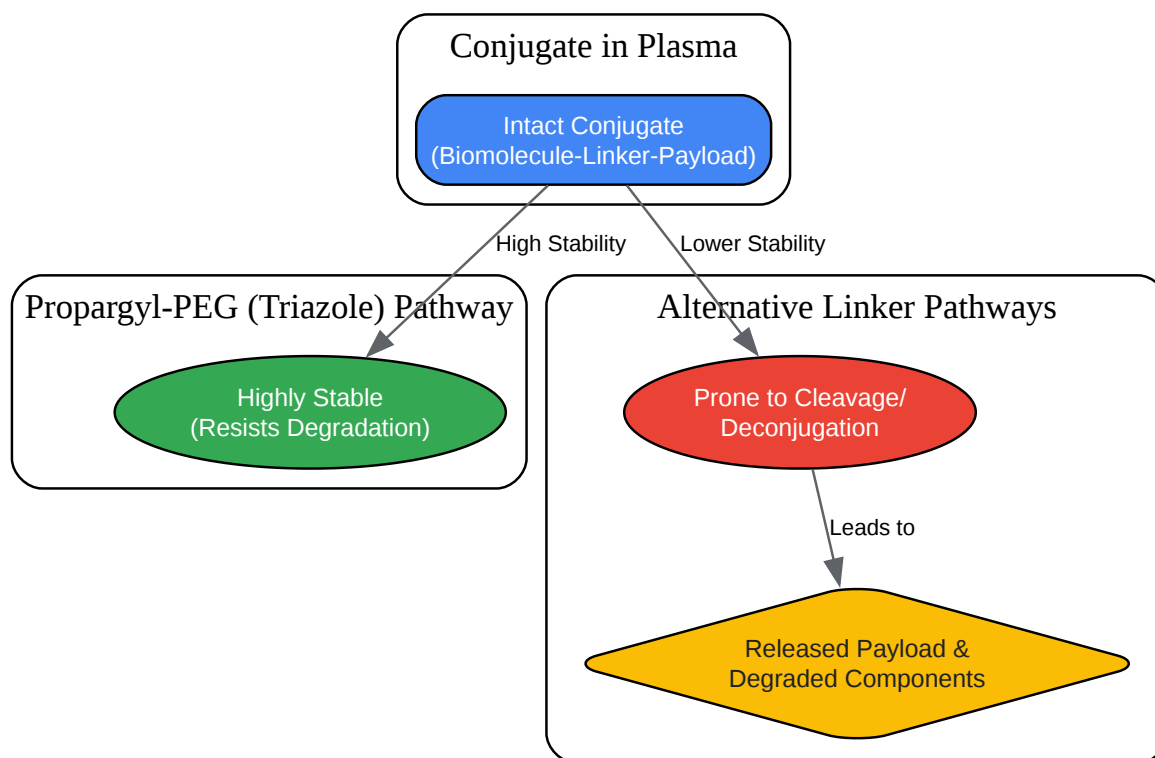 Conjugate in Plasma
Intact Conjugate
(Biomolecule-Linker-Payload)
High Stability
Lower Stability
Propargyl-PEG (Triazole) Pathway
Highly Stable
(Resists Degradation)
Alternative Linker Pathways
Prone to Cleavage/
Deconjugation
Leads to
Released Payload &
Degraded Components